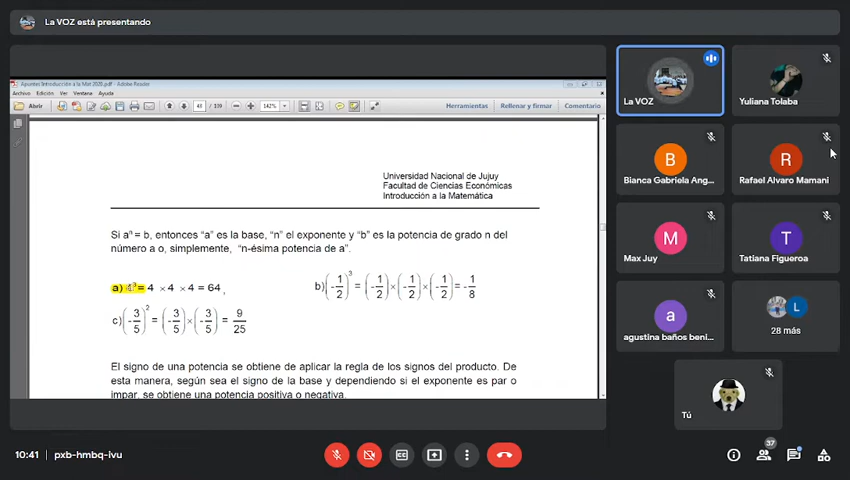 La VOZ está presentando
Apuntes Introducción a la Mat 2020.pdf - Adobe Reader
Archivo Edición Ver Ventana Ayuda
Abrir 43 / 119 142% Herramientas Rellenar y firmar Comentario
Universidad Nacional de Jujuy
Facultad de Ciencias Económicas
Introducción a la Matemática
Si aⁿ = b, entonces “a” es la base, “n” el exponente y “b” es la potencia de grado n del
número a o, simplemente, “n-ésima potencia de a”.
a) 4³ = 4 × 4 × 4 = 64 ,
b) (-1/2)³ = (-1/2) × (-1/2) × (-1/2) = -1/8
c) (-3/5)² = (-3/5) × (-3/5) = 9/25
El signo de una potencia se obtiene de aplicar la regla de los signos del producto. De
esta manera, según sea el signo de la base y dependiendo si el exponente es par o
impar, se obtiene una potencia positiva o negativa.
La VOZ
Yuliana Tolaba
B
Bianca Gabriela Ang...
R
Rafael Alvaro Mamani
M
Max Juy
T
Tatiana Figueroa
a
agustina baños beni...
L
28 más
Tú
10:41 pxb-hmbq-ivu
37